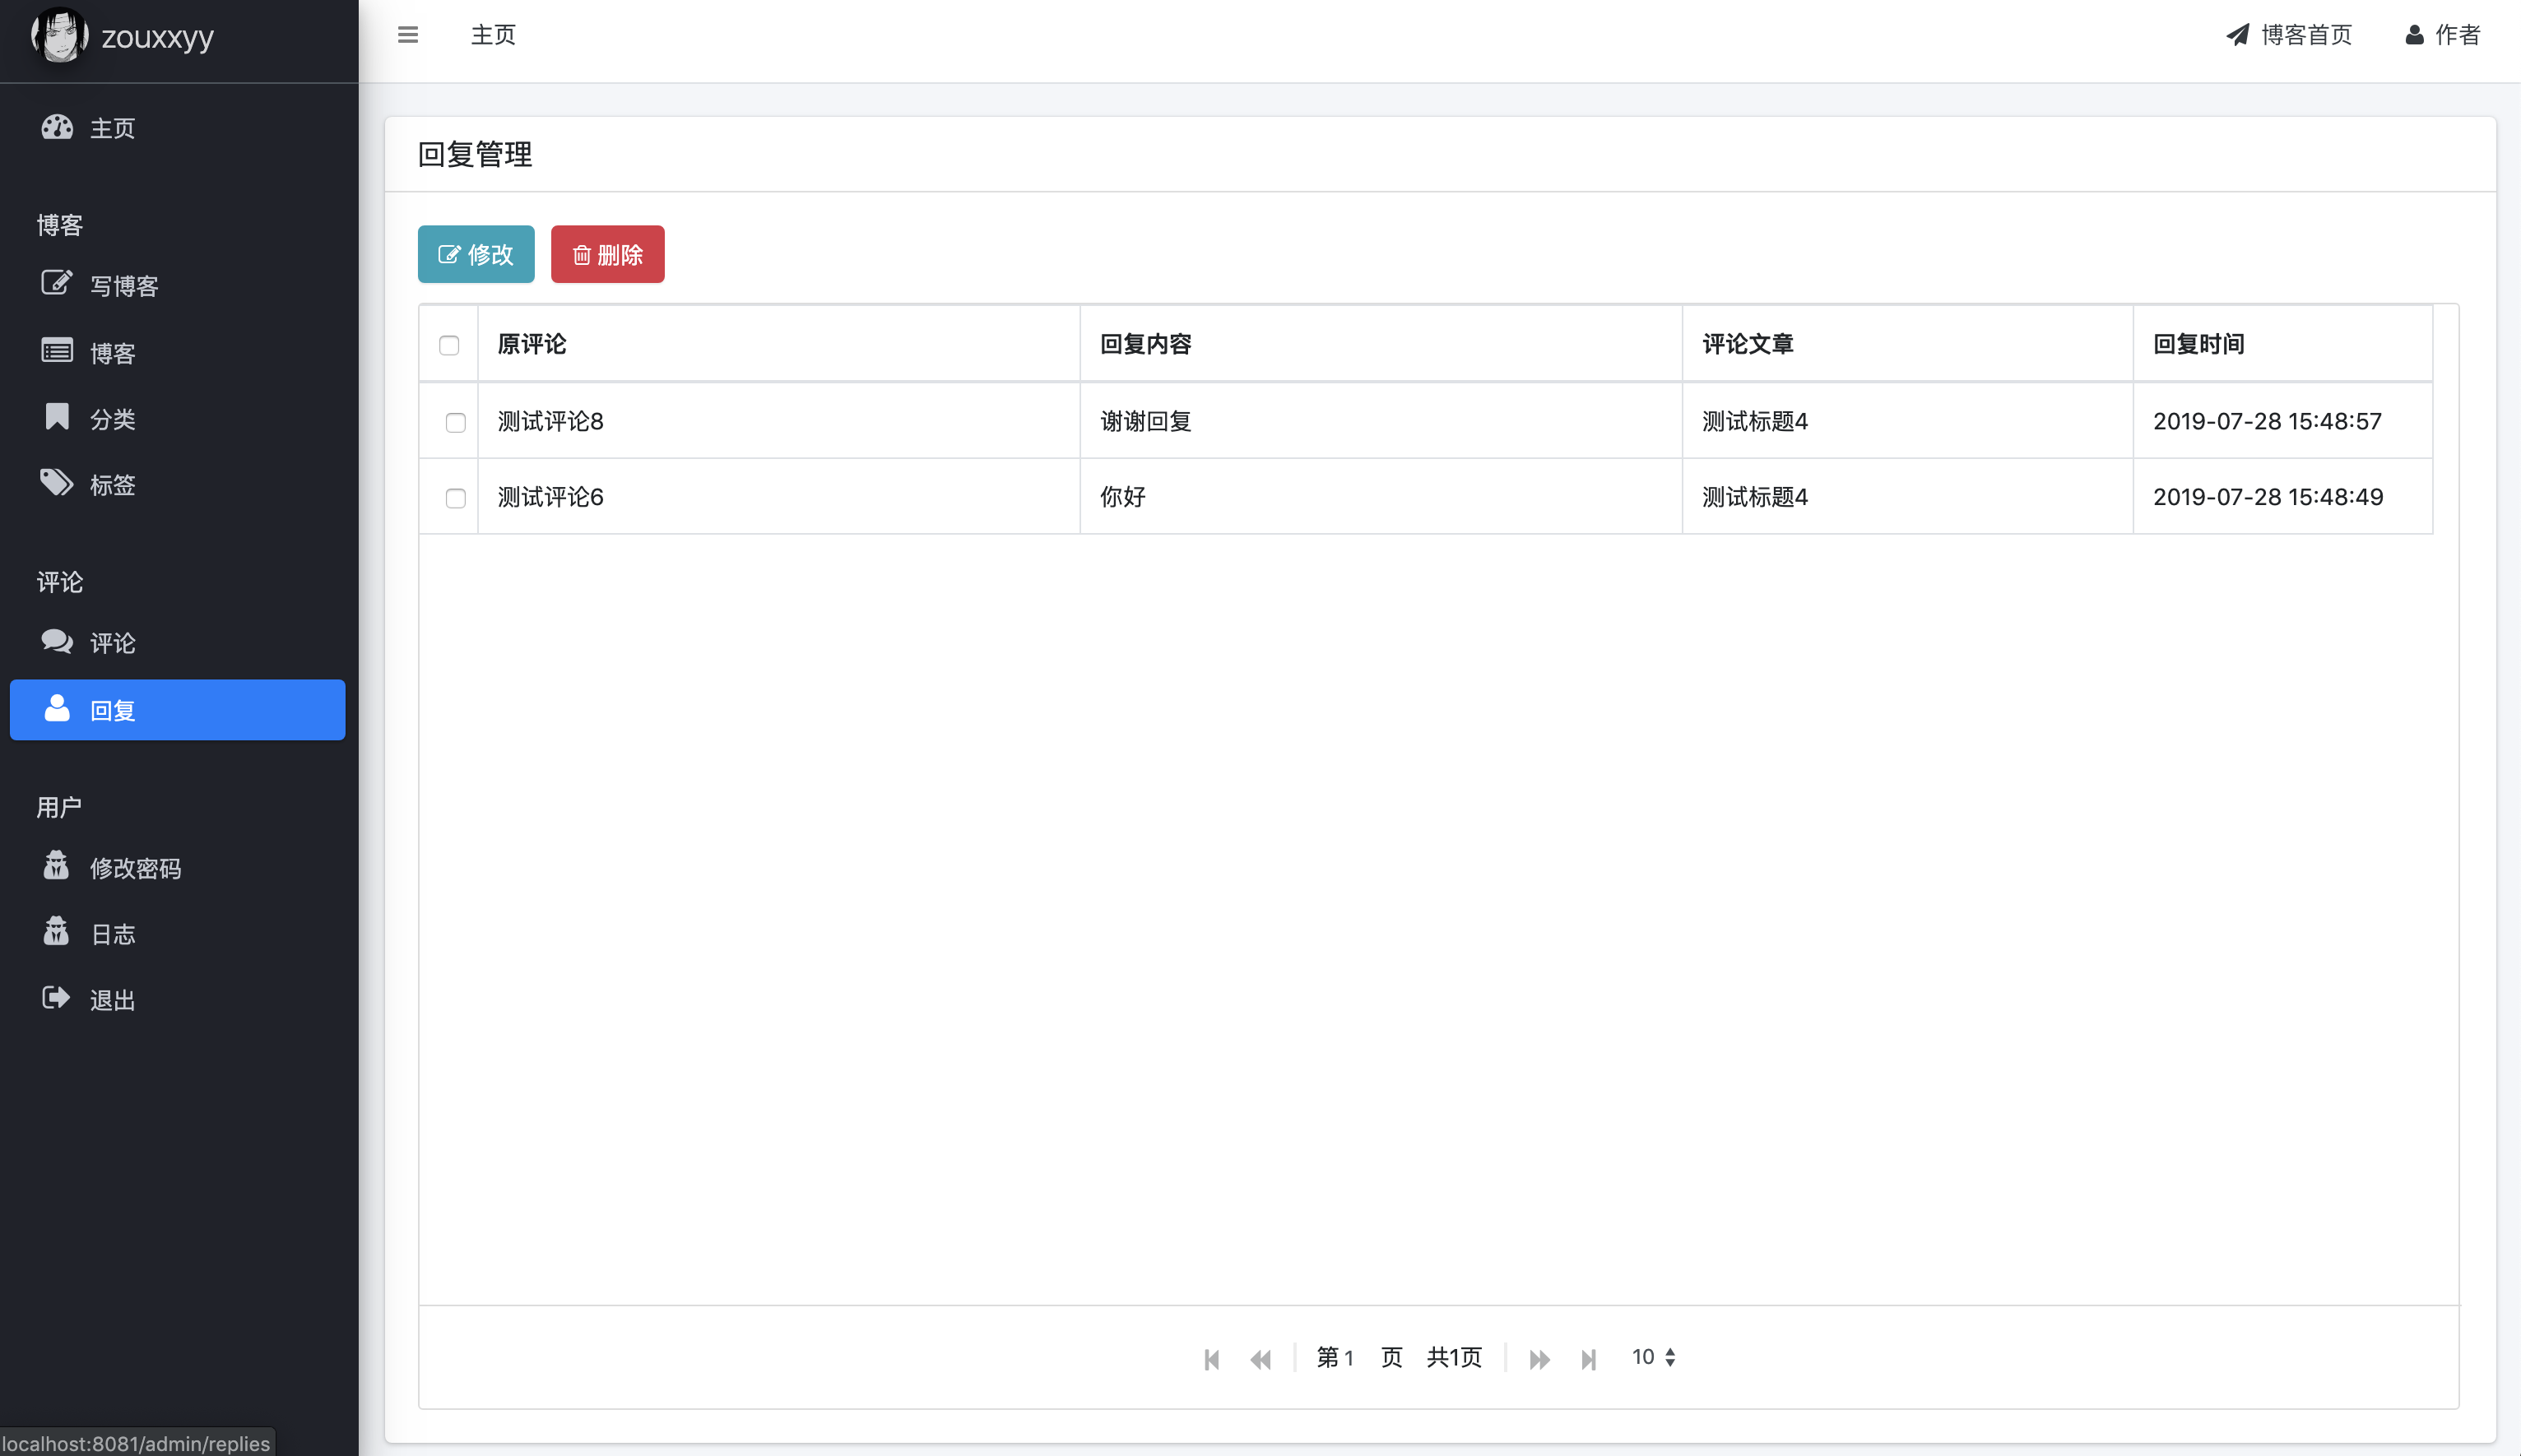 zouxxyy
主页
博客首页
作者
主页
博客
写博客
博客
分类
标签
评论
评论
回复
用户
修改密码
日志
退出
localhost:8081/admin/replies
回复管理
修改 删除
原评论 回复内容 评论文章 回复时间
测试评论8 谢谢回复 测试标题4 2019-07-28 15:48:57
测试评论6 你好 测试标题4 2019-07-28 15:48:49
第 1 页 共1页 10